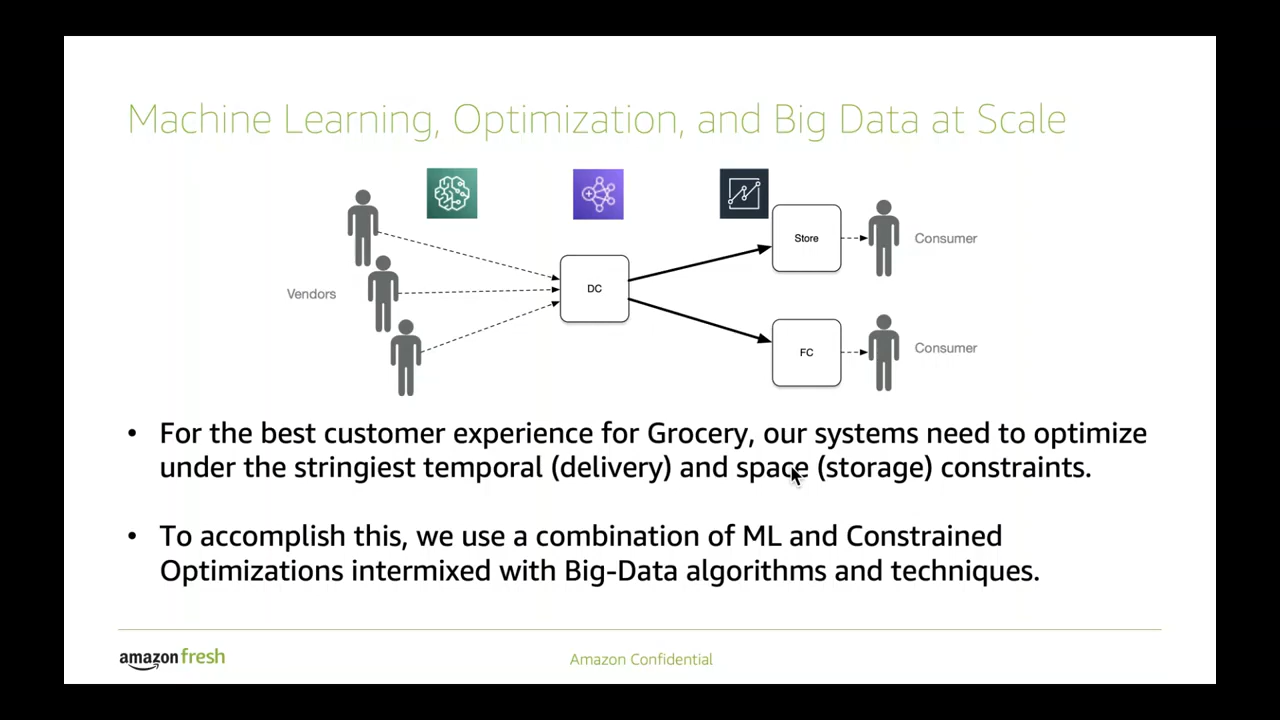 Machine Learning, Optimization, and Big Data at Scale
Vendors
DC
Store
Consumer
FC
Consumer
• For the best customer experience for Grocery, our systems need to optimize
under the stringiest temporal (delivery) and space (storage) constraints.
• To accomplish this, we use a combination of ML and Constrained
Optimizations intermixed with Big-Data algorithms and techniques.
amazon fresh
Amazon Confidential